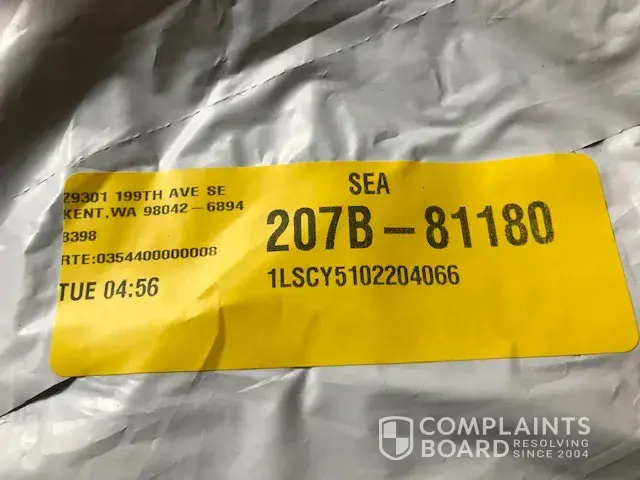 29301 199TH AVE SE
KENT, WA 98042-6894
8398
RTE:0354400000008
TUE 04:56
SEA
207B-81180
1LSCY5102204066
COMPLAINTS
BOARD RESOLVING
SINCE 2004